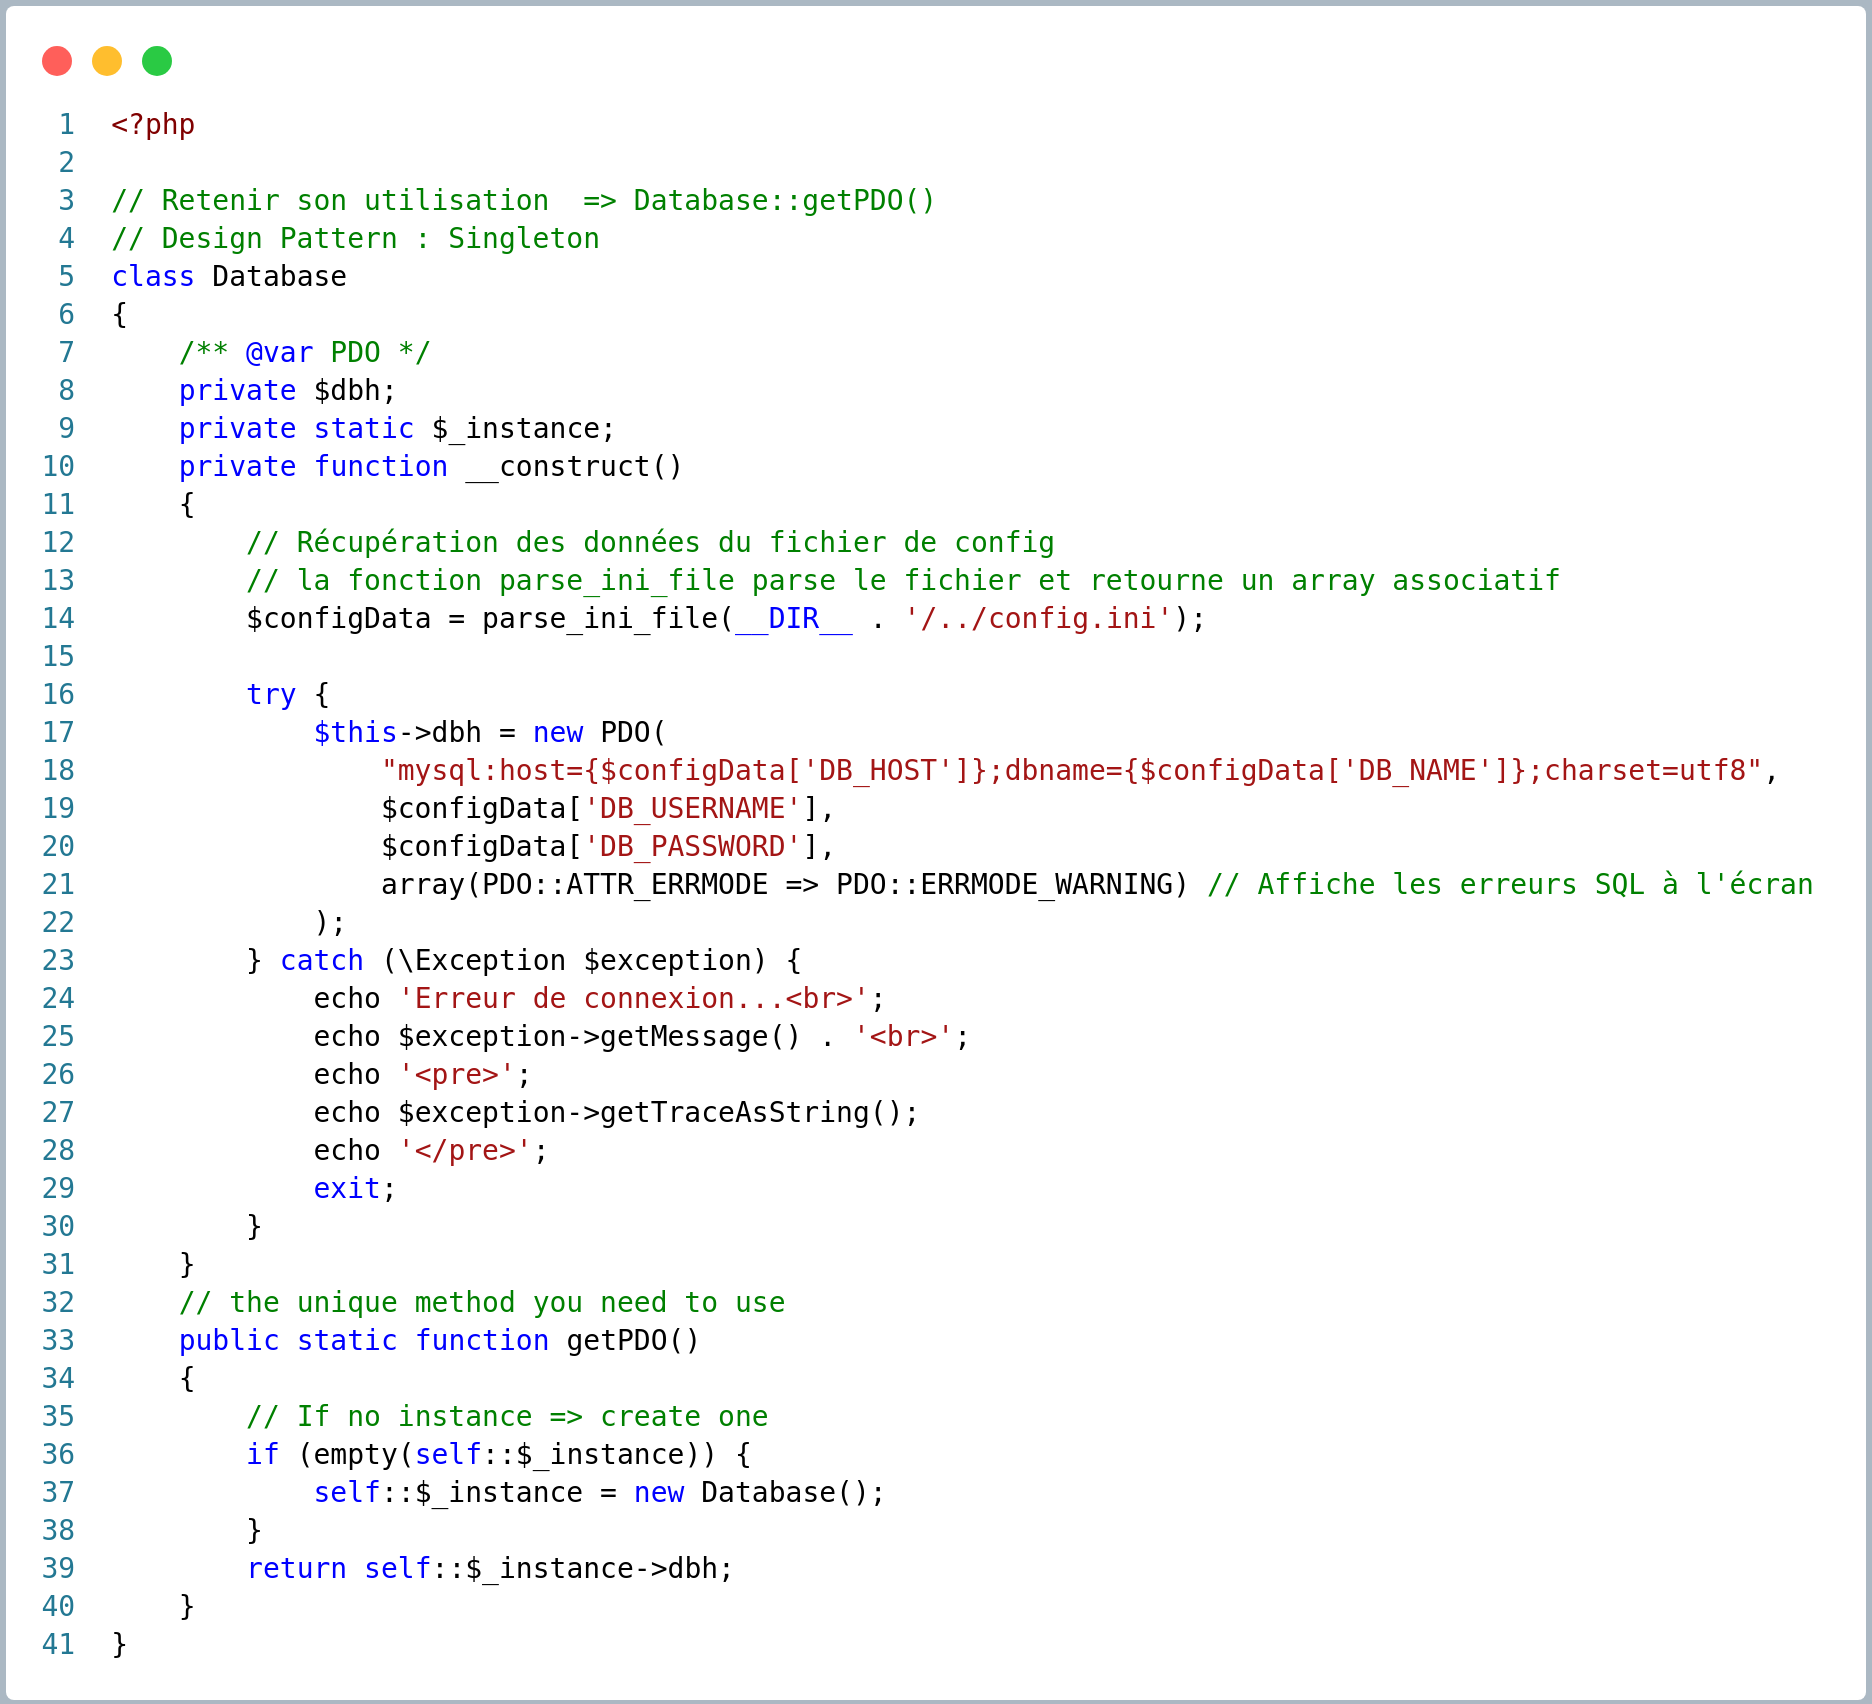 1 <?php
2
3 // Retenir son utilisation  => Database::getPDO()
4 // Design Pattern : Singleton
5 class Database
6 {
7     /** @var PDO */
8     private $dbh;
9     private static $_instance;
10     private function __construct()
11     {
12         // Récupération des données du fichier de config
13         // la fonction parse_ini_file parse le fichier et retourne un array associatif
14         $configData = parse_ini_file(__DIR__ . '/../config.ini');
15
16         try {
17             $this->dbh = new PDO(
18                 "mysql:host={$configData['DB_HOST']};dbname={$configData['DB_NAME']};charset=utf8",
19                 $configData['DB_USERNAME'],
20                 $configData['DB_PASSWORD'],
21                 array(PDO::ATTR_ERRMODE => PDO::ERRMODE_WARNING) // Affiche les erreurs SQL à l'écran
22             );
23         } catch (\Exception $exception) {
24             echo 'Erreur de connexion...<br>';
25             echo $exception->getMessage() . '<br>';
26             echo '<pre>';
27             echo $exception->getTraceAsString();
28             echo '</pre>';
29             exit;
30         }
31     }
32     // the unique method you need to use
33     public static function getPDO()
34     {
35         // If no instance => create one
36         if (empty(self::$_instance)) {
37             self::$_instance = new Database();
38         }
39         return self::$_instance->dbh;
40     }
41 }